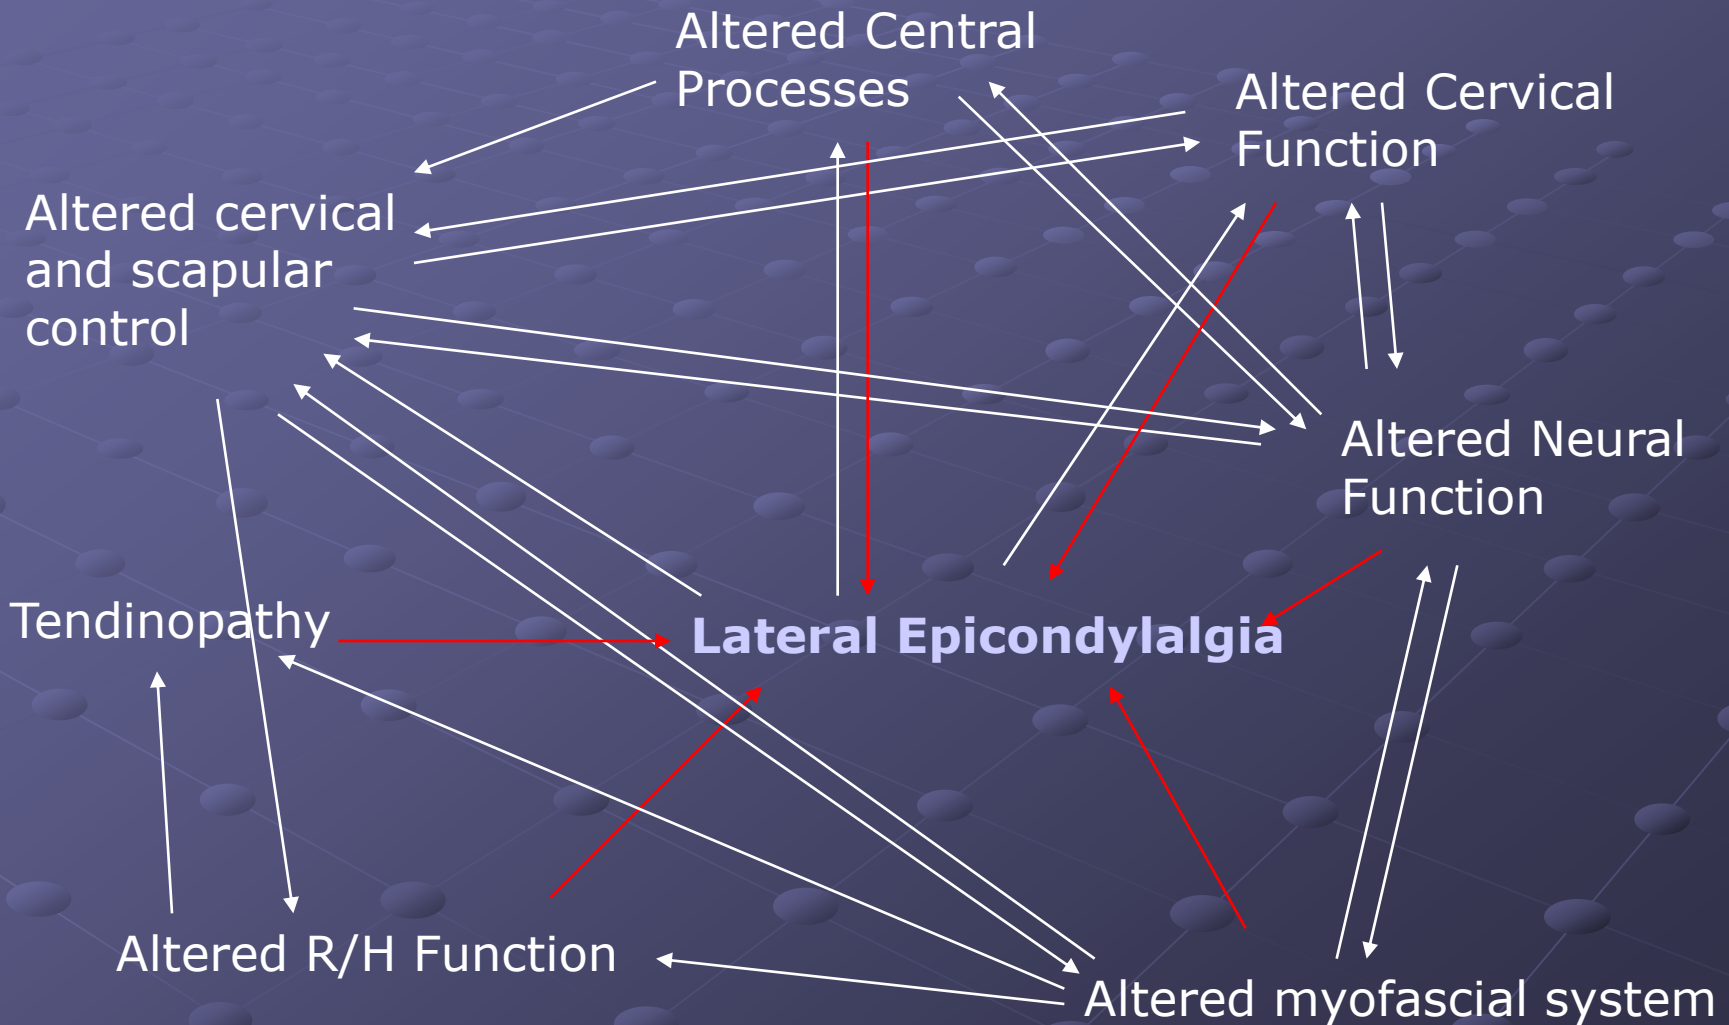 Altered Central
Processes
Altered Cervical
Function
Altered cervical
and scapular
control
Altered Neural
Function
Tendinopathy
Lateral Epicondylalgia
Altered R/H Function
Altered myofascial system